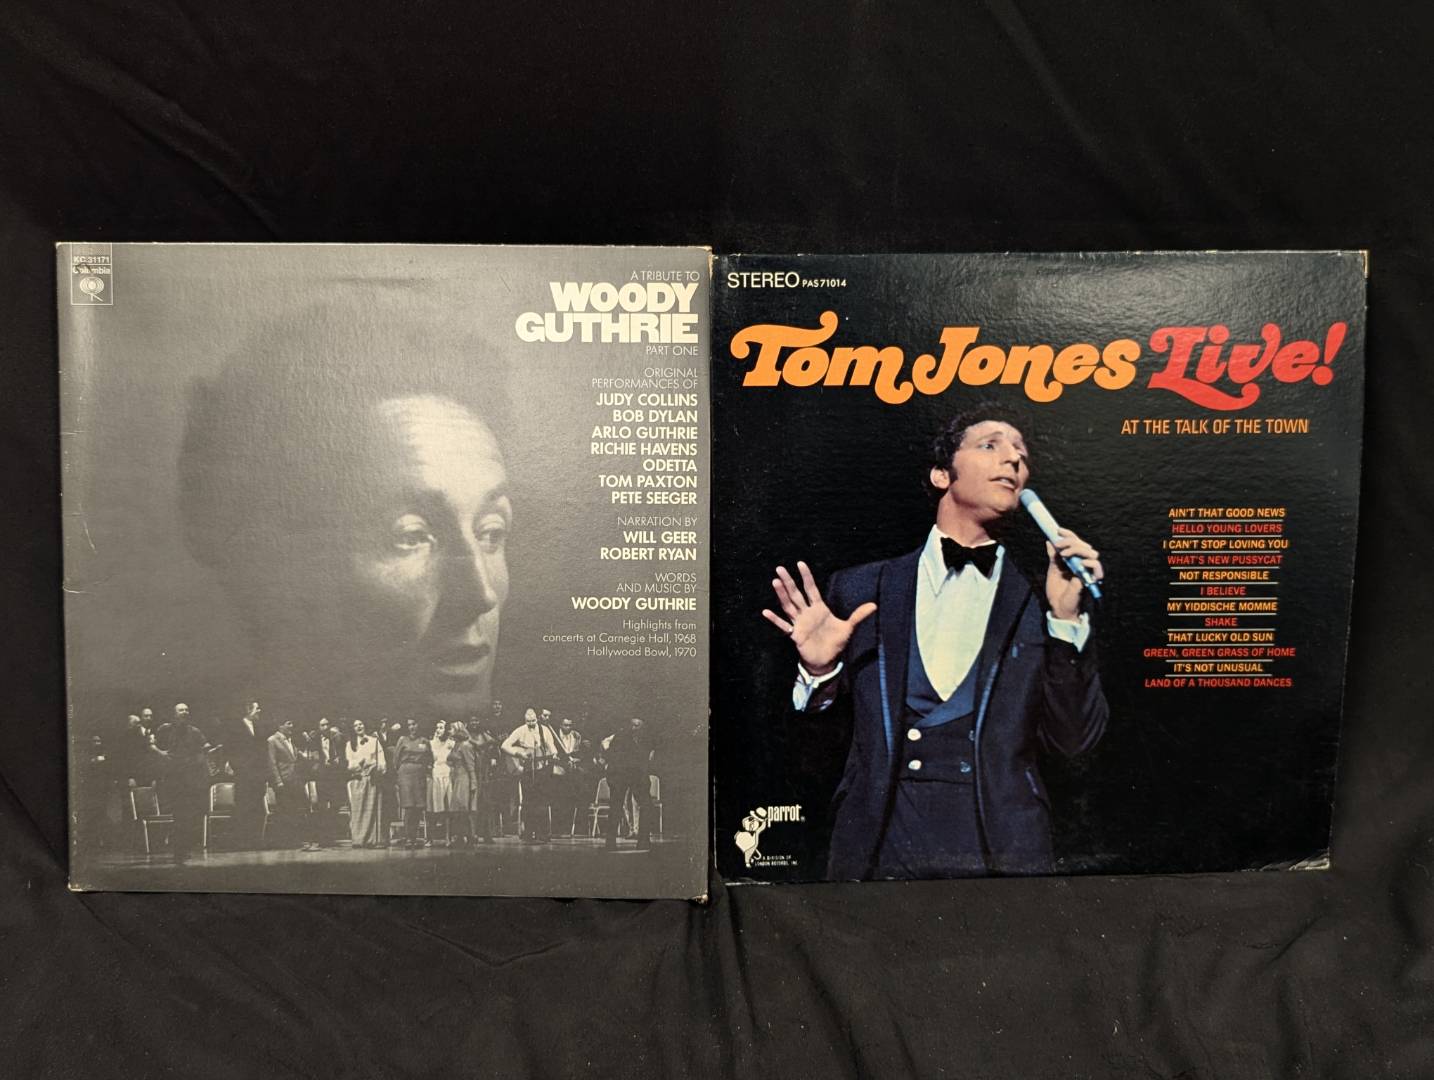 KC 31171
Columbia
A TRIBUTE TO
WOODY
GUTHRIE
PART ONE
ORIGINAL
PERFORMANCES OF
JUDY COLLINS
BOB DYLAN
ARLO GUTHRIE
RICHIE HAVENS
ODETTA
TOM PAXTON
PETE SEEGER
NARRATION BY
WILL GEER
ROBERT RYAN
WORDS
AND MUSIC BY
WOODY GUTHRIE
Highlights from
concerts at Carnegie Hall, 1968
Hollywood Bowl, 1970
STEREO PAS 71014
Tom Jones Live!
AT THE TALK OF THE TOWN
AIN'T THAT GOOD NEWS
HELLO YOUNG LOVERS
I CAN'T STOP LOVING YOU
WHAT'S NEW PUSSYCAT
NOT RESPONSIBLE
I BELIEVE
MY YIDDISCHE MOMME
SHAKE
THAT LUCKY OLD SUN
GREEN, GREEN GRASS OF HOME
IT'S NOT UNUSUAL
LAND OF A THOUSAND DANCES
parrot
A DIVISION OF
LONDON RECORDS, INC.